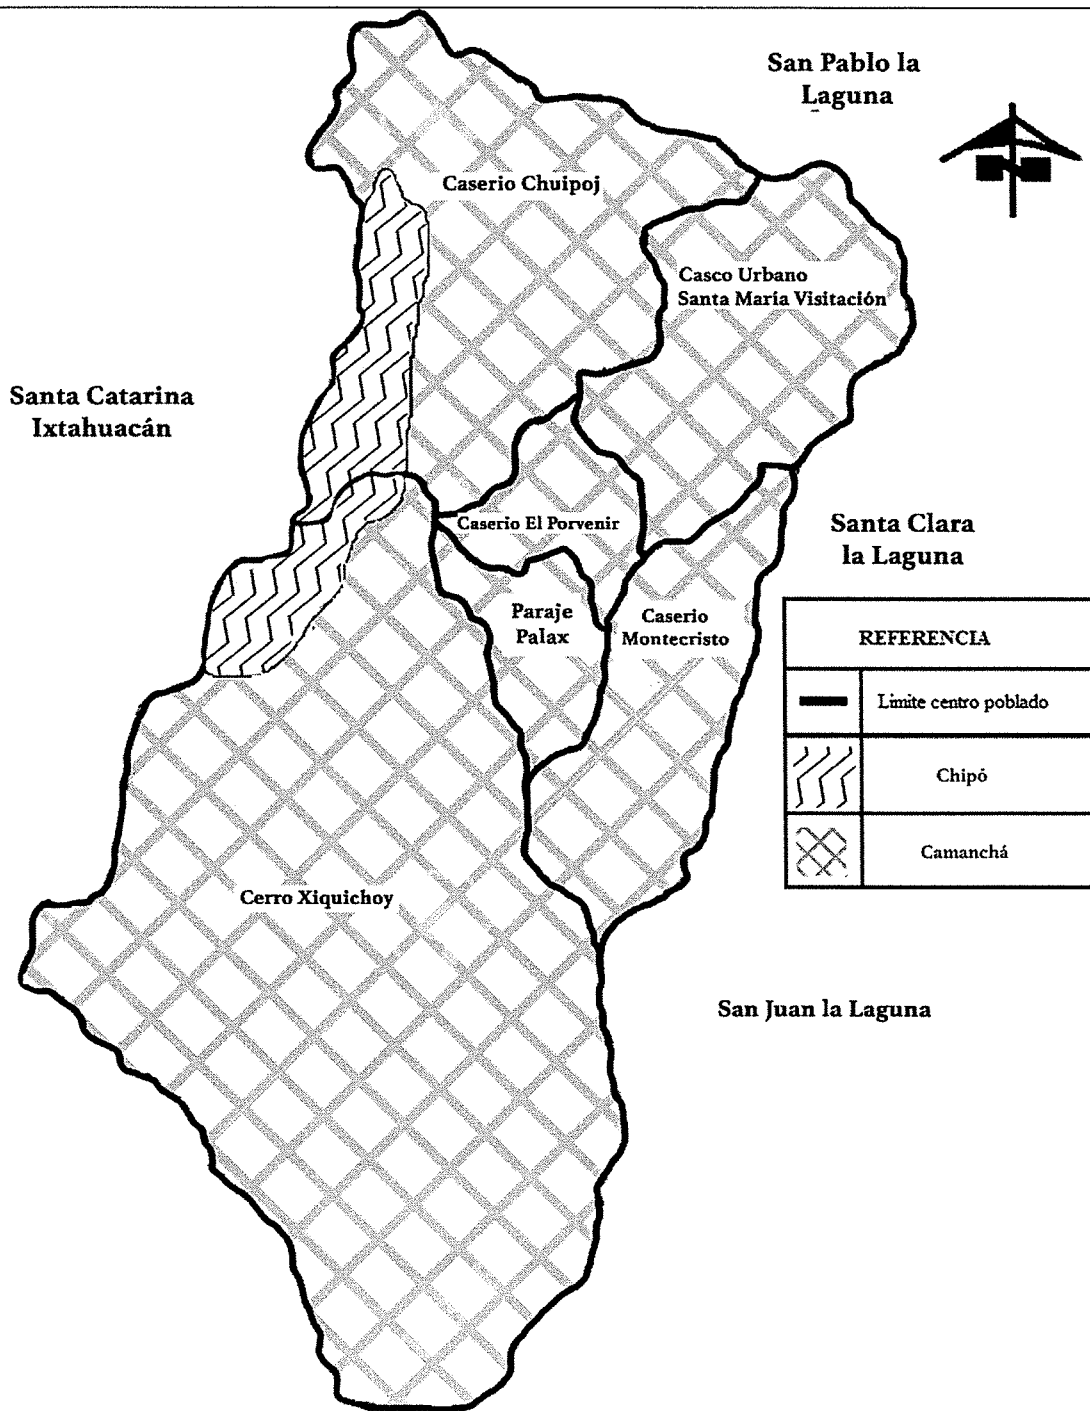 San Pablo la
Laguna
Caserio Chuipoj
Casco Urbano
Santa María Visitación
Santa Catarina
Ixtahuacán
Caserio El Porvenir
Santa Clara
la Laguna
Paraje
Palax
Caserio
Montecristo
REFERENCIA
Limite centro poblado
Chipó
Camanchá
Cerro Xiquichoy
San Juan la Laguna